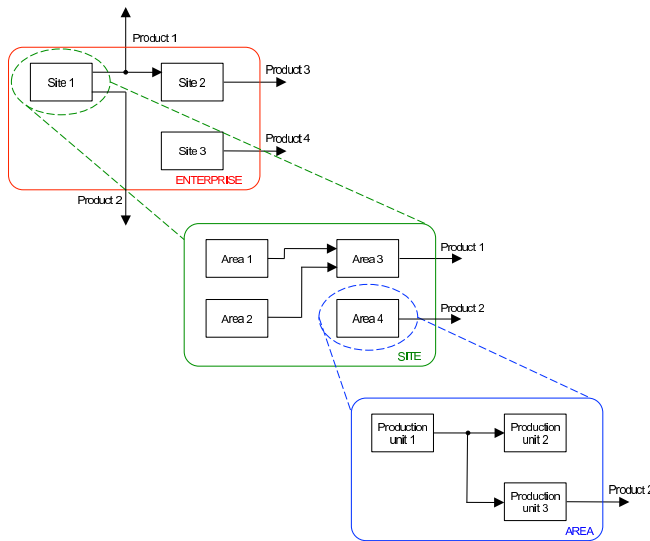 Product 1
Site 1
Site 2
Product 3
Site 3
Product 4
ENTERPRISE
Product 2
Area 1
Area 3
Product 1
Area 2
Area 4
Product 2
SITE
Production
unit 1
Production
unit 2
Production
unit 3
Product 2
AREA